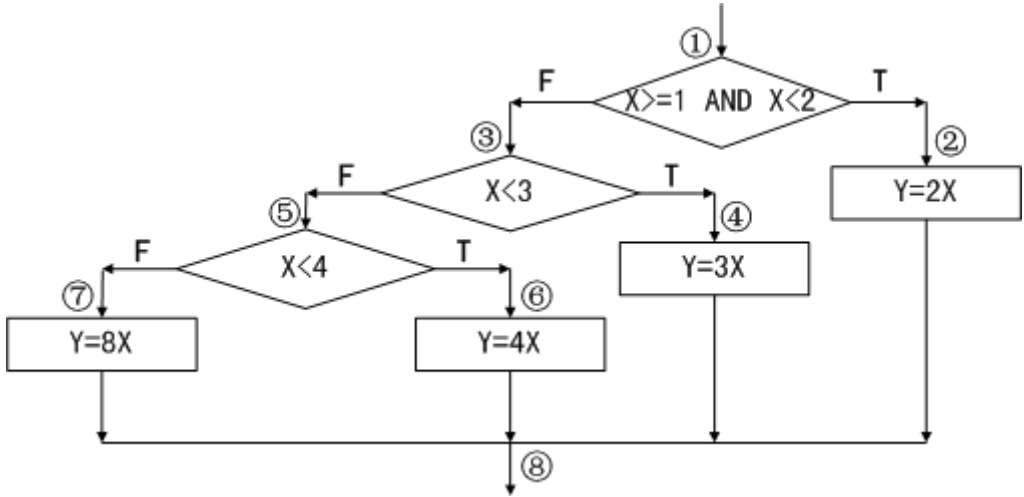 ①
F
X>=1 AND X<2
T
③
②
F
X<3
T
Y=2X
⑤
④
F
X<4
T
Y=3X
⑦
⑥
Y=8X
Y=4X
⑧